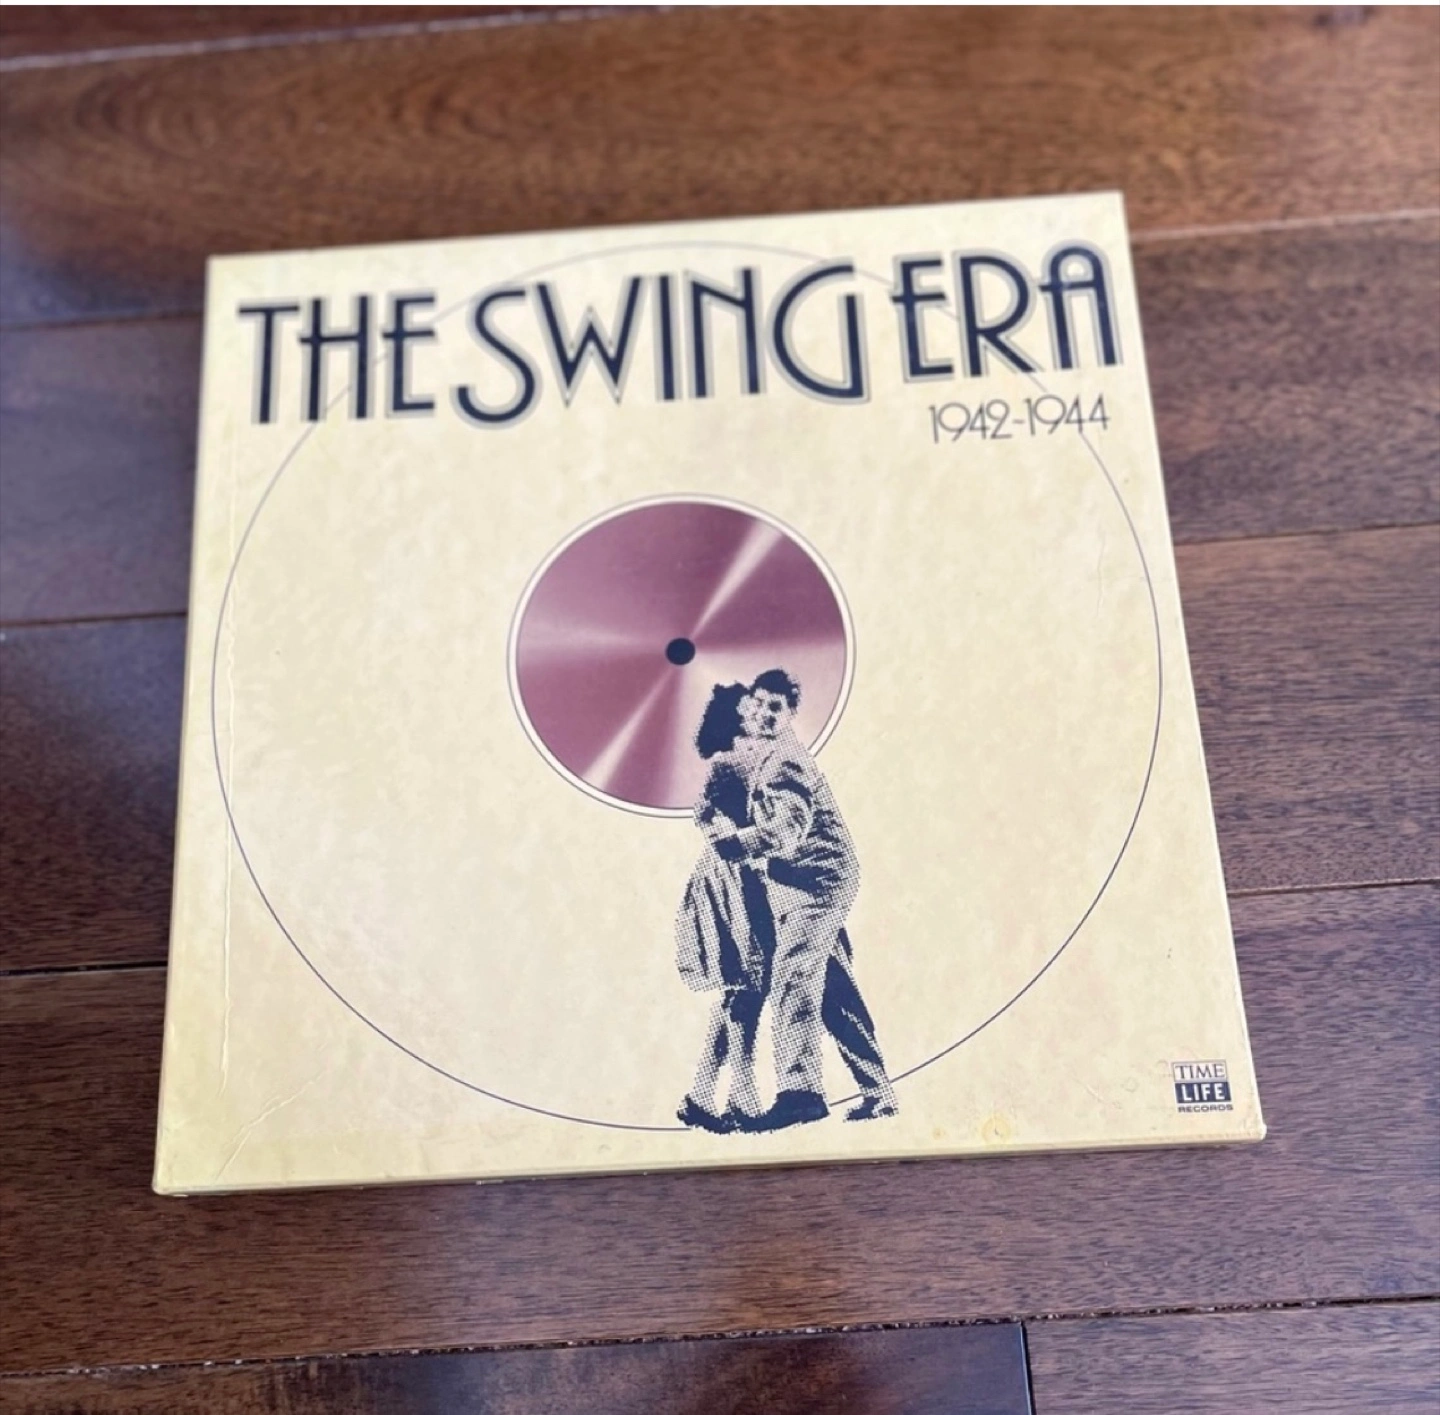 THE SWING ERA
1942-1944
TIME
LIFE
RECORDS